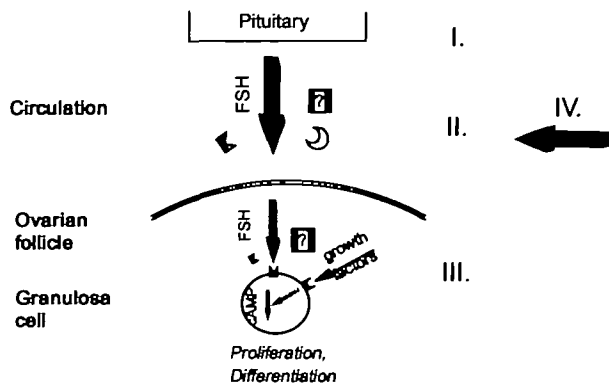 Pituitary
I.
FSH
?
Circulation
II.
IV.
Ovarian
follicle
FSH
?
growth
factors
III.
Granulosa
cell
cAMP
Proliferation,
Differentiation